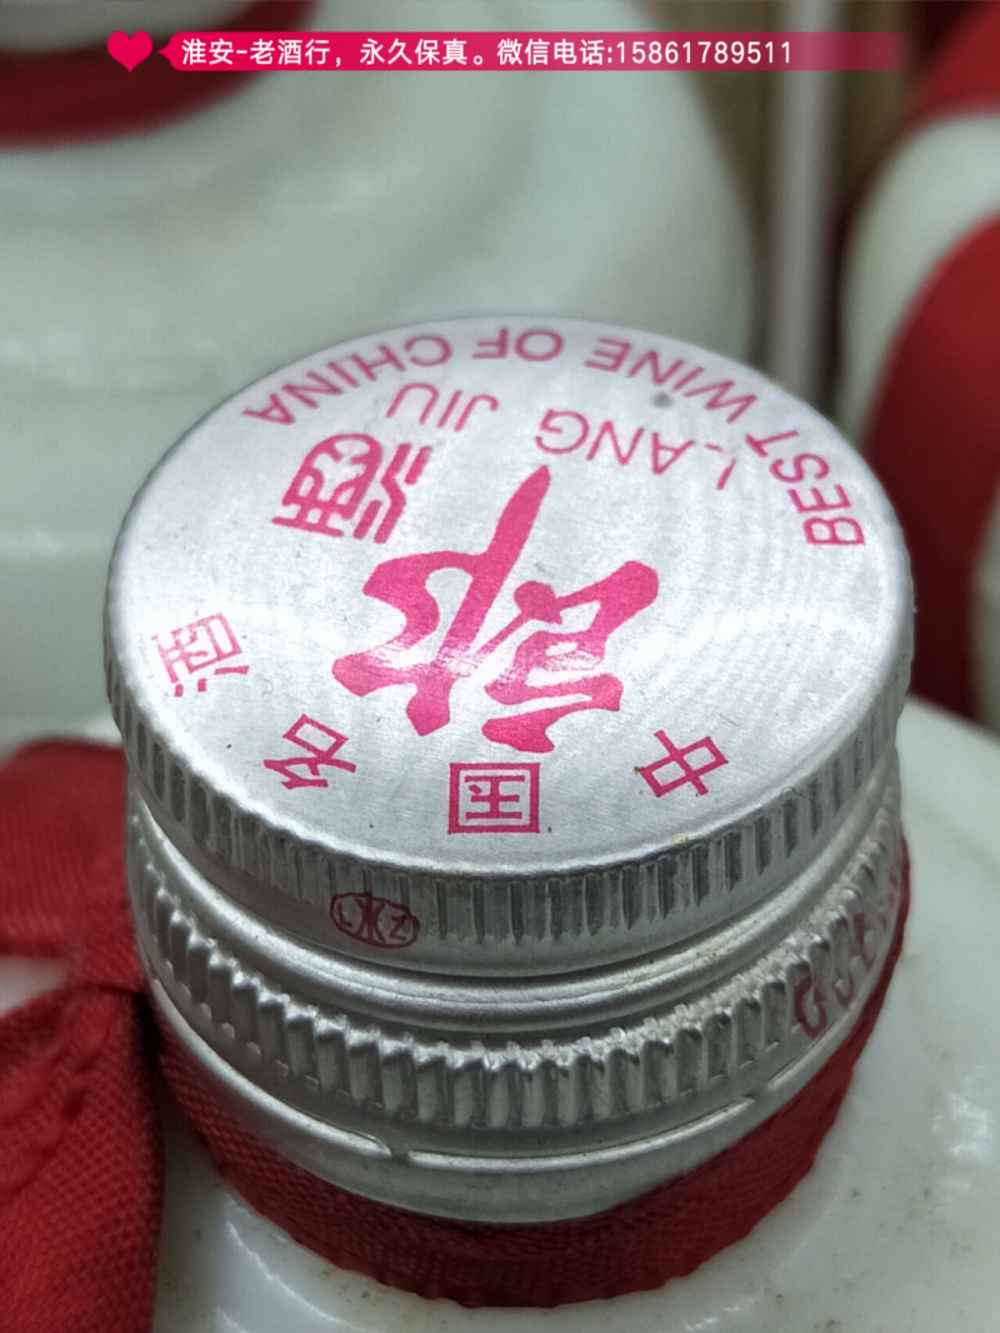 淮安-老酒行，永久保真。微信电话:15861789511
BEST WINE OF CHINA
LANG JIU
郎酒
中国名酒
LXZ